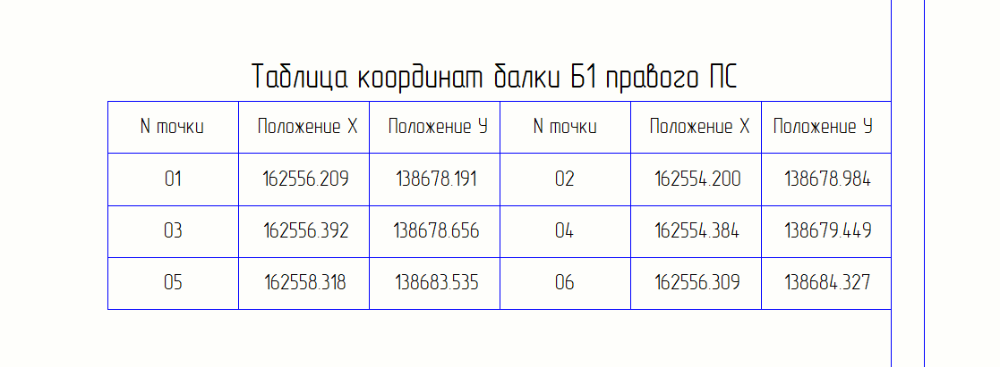 Таблица координат балки Б1 правого ПС
N точки Положение X Положение У N точки Положение X Положение У
01 162556.209 138678.191 02 162554.200 138678.984
03 162556.392 138678.656 04 162554.384 138679.449
05 162558.318 138683.535 06 162556.309 138684.327